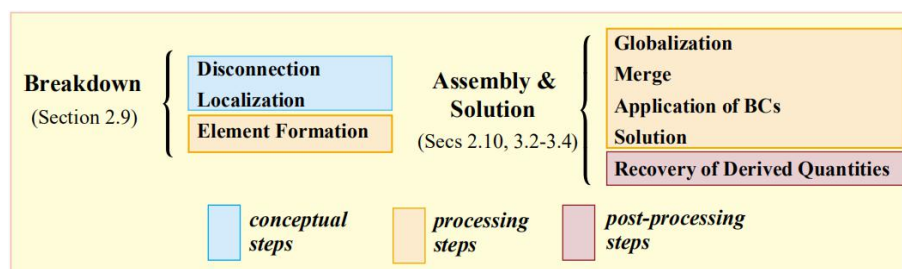 Breakdown
(Section 2.9)
Disconnection
Localization
Element Formation
Assembly &
Solution
(Secs 2.10, 3.2-3.4)
Globalization
Merge
Application of BCs
Solution
Recovery of Derived Quantities
conceptual
steps
processing
steps
post-processing
steps